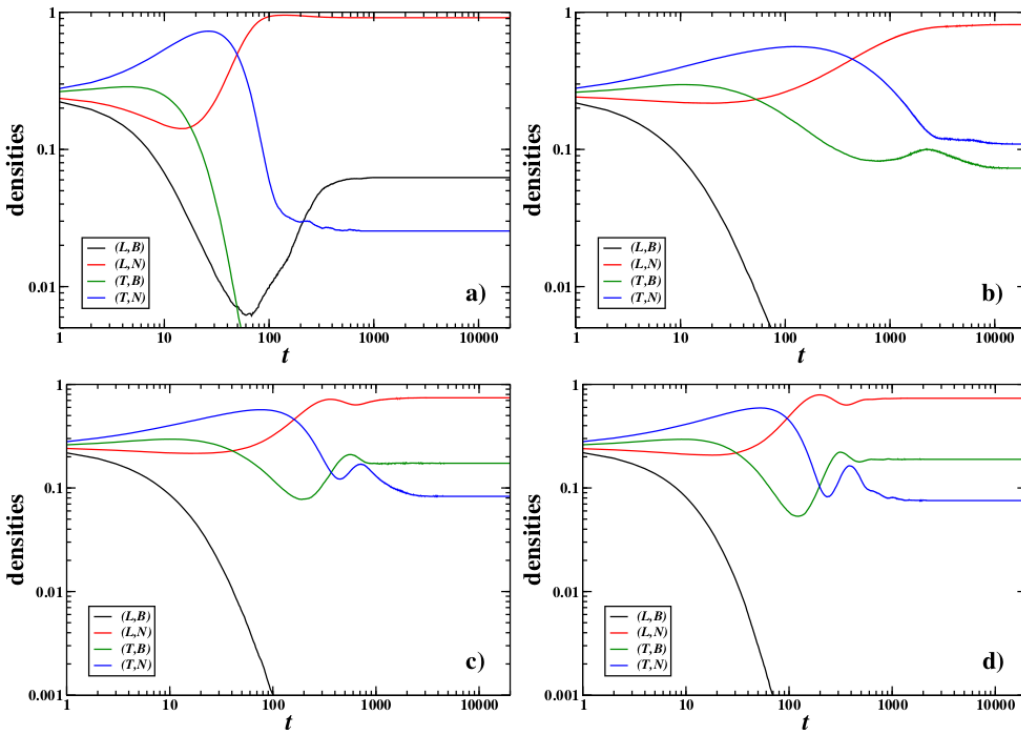 densities
1
0.1
0.01
(L,B)
(L,N)
(T,B)
(T,N)
a)
1 10 100 1000 10000
t
densities
1
0.1
0.01
(L,B)
(L,N)
(T,B)
(T,N)
b)
1 10 100 1000 10000
t
densities
1
0.1
0.01
0.001
(L,B)
(L,N)
(T,B)
(T,N)
c)
1 10 100 1000 10000
t
densities
1
0.1
0.01
0.001
(L,B)
(L,N)
(T,B)
(T,N)
d)
1 10 100 1000 10000
t